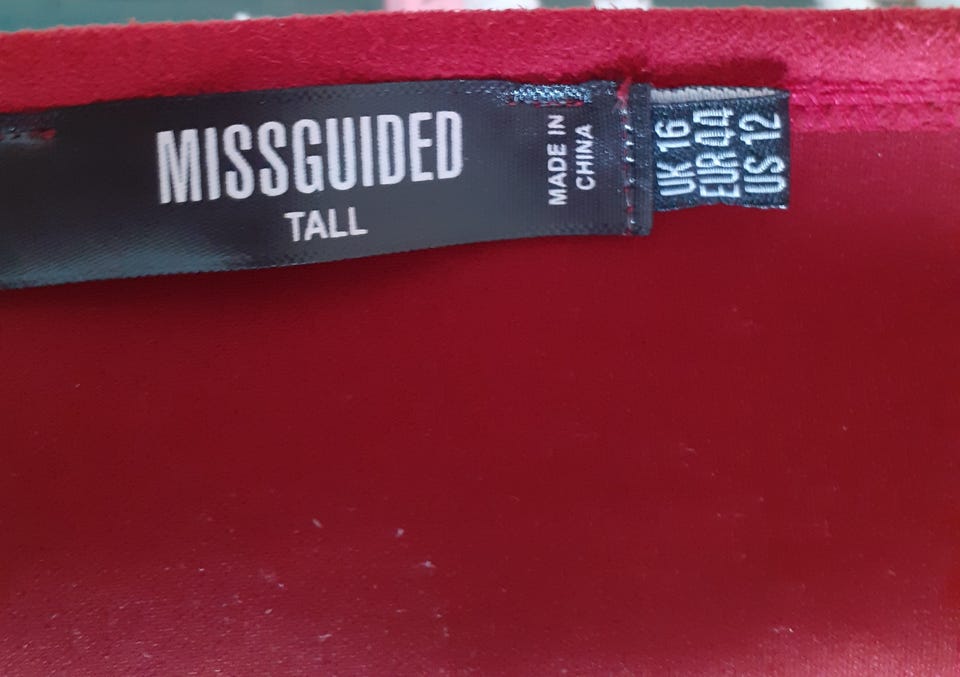 MISSGUIDED
TALL
MADE IN
CHINA
UK 16
EUR 44
US 12